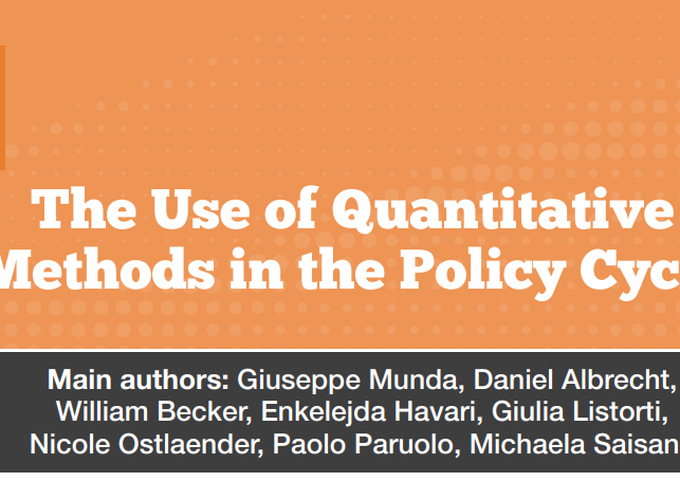 The Use of Quantitative
Methods in the Policy Cyc
Main authors: Giuseppe Munda, Daniel Albrecht,
William Becker, Enkelejda Havari, Giulia Listorti,
Nicole Ostlaender, Paolo Paruolo, Michaela Saisan